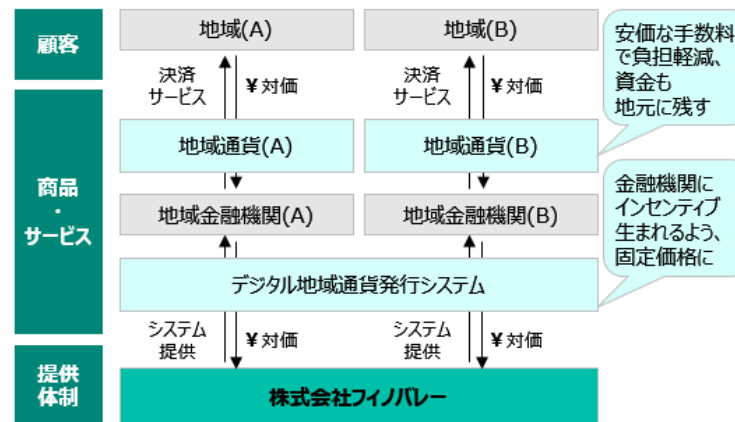 顧客
地域(A)
地域(B)
決済
サービス
¥対価
決済
サービス
¥対価
安価な手数料
で負担軽減、
資金も
地元に残す
商品
・
サービス
地域通貨(A)
地域通貨(B)
地域金融機関(A)
地域金融機関(B)
金融機関に
インセンティブ
生まれるよう、
固定価格に
デジタル地域通貨発行システム
システム
提供
¥対価
システム
提供
¥対価
提供
体制
株式会社フィノバレー